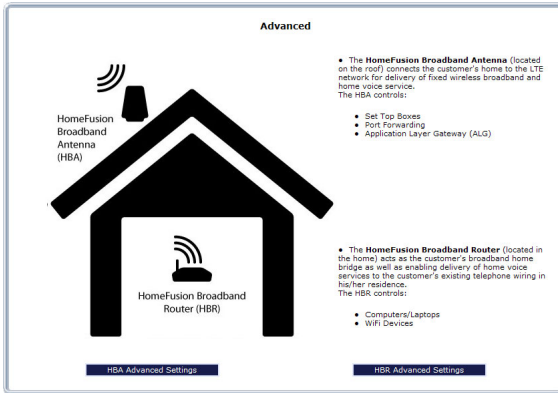 Advanced
HomeFusion
Broadband
Antenna
(HBA)
● The HomeFusion Broadband Antenna (located
on the roof) connects the customer's home to the LTE
network for delivery of fixed wireless broadband and
home voice service.
The HBA controls:
● Set Top Boxes
● Port Forwarding
● Application Layer Gateway (ALG)
HomeFusion Broadband
Router (HBR)
● The HomeFusion Broadband Router (located in
the home) acts as the customer's broadband home
bridge as well as enabling delivery of home voice
services to the customer's existing telephone wiring in
his/her residence.
The HBR controls:
● Computers/Laptops
● WiFi Devices
HBA Advanced Settings
HBR Advanced Settings